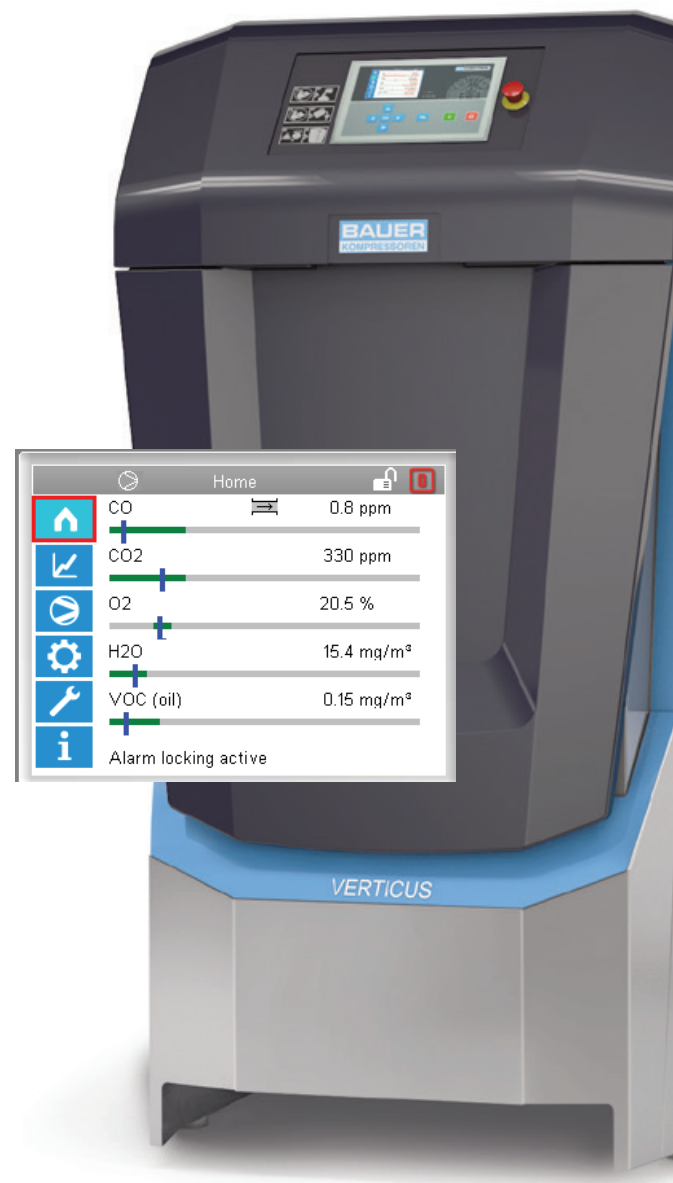 BAUER
KOMPRESSOREN
Home
CO 0.8 ppm
CO2 330 ppm
O2 20.5 %
H2O 15.4 mg/m³
VOC (oil) 0.15 mg/m³
i Alarm locking active
VERTICUS